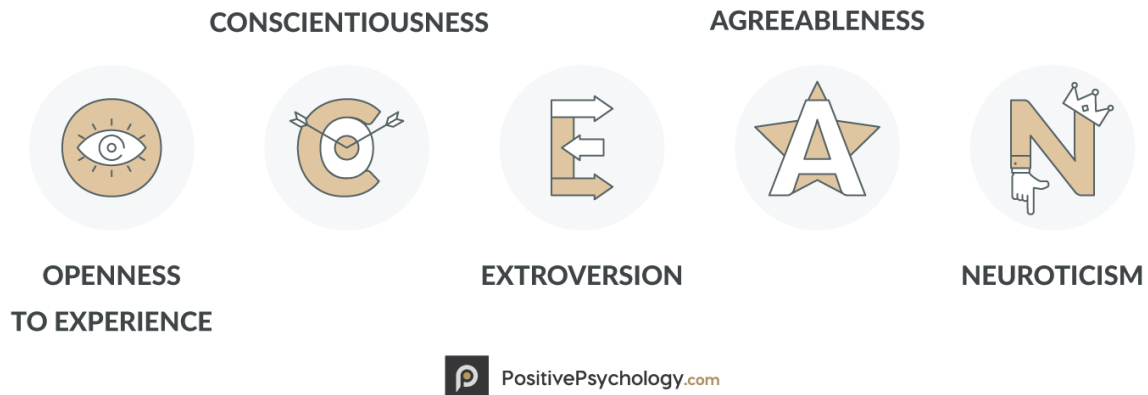 CONSCIENTIOUSNESS
AGREEABLENESS
O
C
E
A
N
OPENNESS
TO EXPERIENCE
EXTROVERSION
NEUROTICISM
PositivePsychology.com